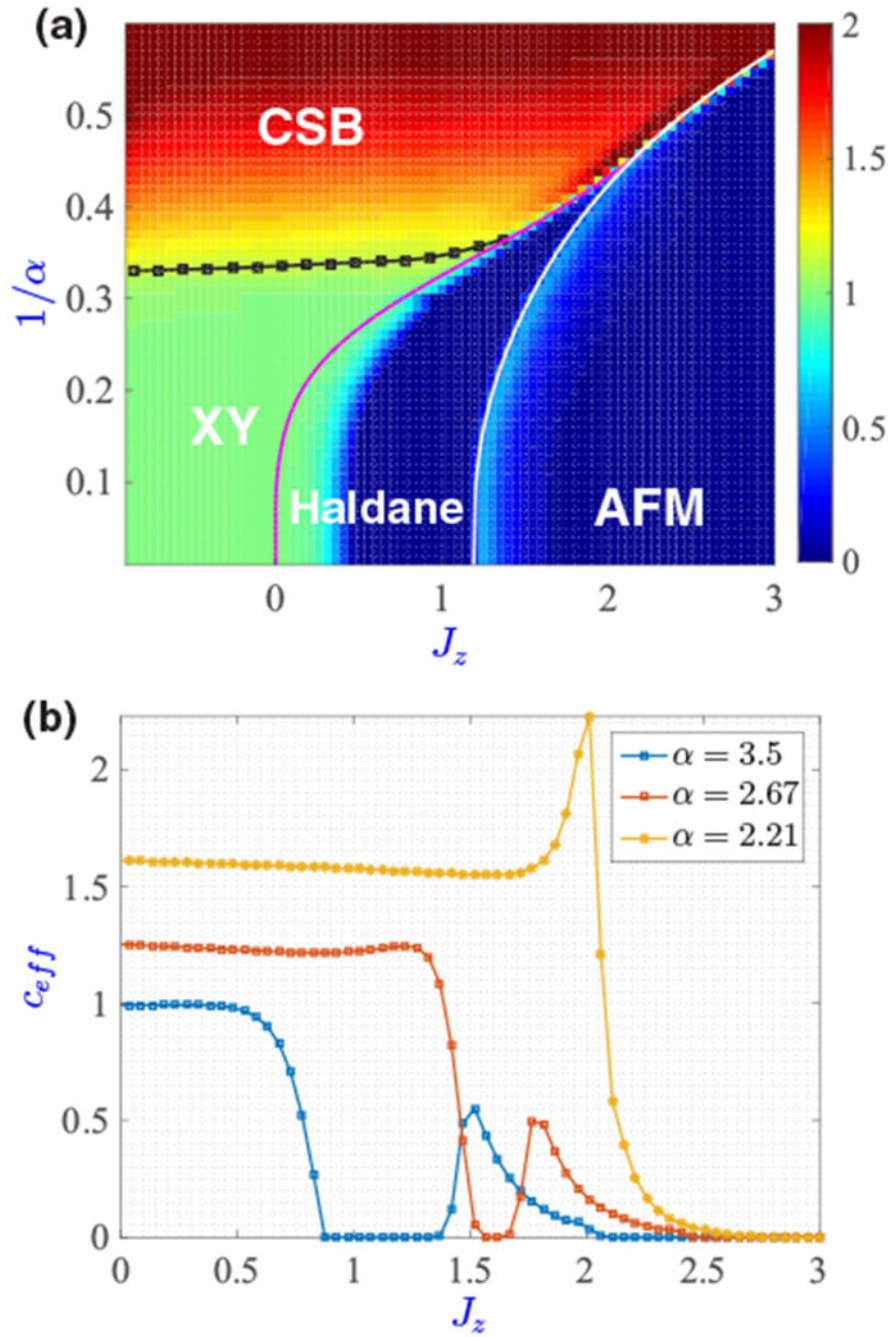 (a)
2
CSB
0.5
1.5
0.4
1/α
0.3
1
0.2
XY
0.5
0.1
Haldane
AFM
0
0
1
2
3
J_z
(b)
2
α = 3.5
α = 2.67
α = 2.21
1.5
c_eff
1
0.5
0
0
0.5
1
1.5
2
2.5
3
J_z